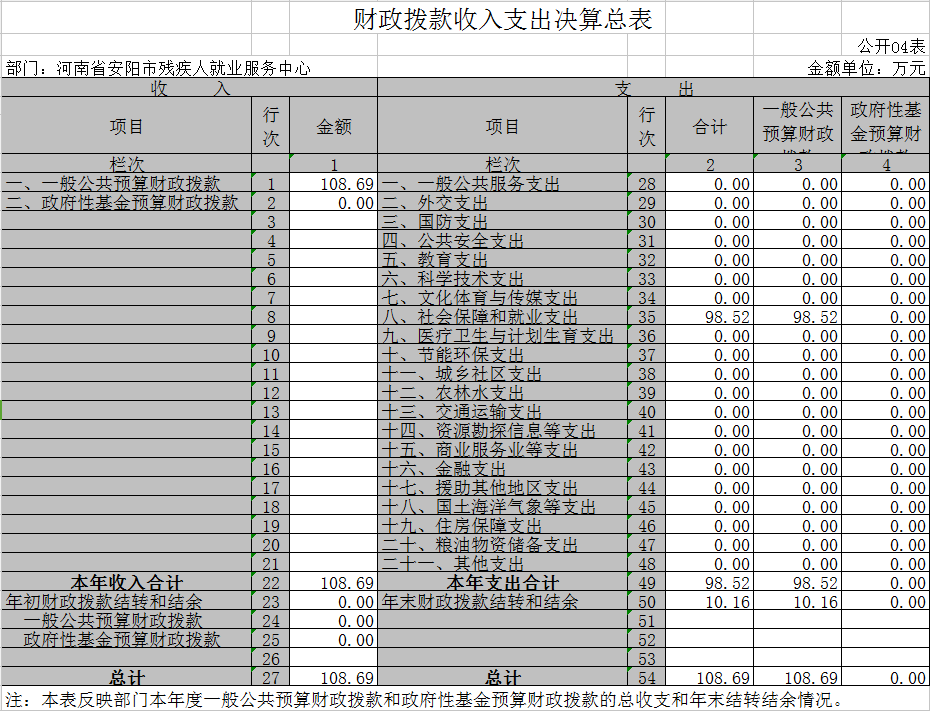 财政拨款收入支出决算总表
公开04表
部门：河南省安阳市残疾人就业服务中心 金额单位：万元
收 入 支 出
项目 行次 金额 项目 行次 合计 一般公共预算财政拨款 政府性基金预算财政拨款
栏次 1 栏次 2 3 4
一、一般公共预算财政拨款 1 108.69 一、一般公共服务支出 28 0.00 0.00 0.00
二、政府性基金预算财政拨款 2 0.00 二、外交支出 29 0.00 0.00 0.00
3 三、国防支出 30 0.00 0.00 0.00
4 四、公共安全支出 31 0.00 0.00 0.00
5 五、教育支出 32 0.00 0.00 0.00
6 六、科学技术支出 33 0.00 0.00 0.00
7 七、文化体育与传媒支出 34 0.00 0.00 0.00
8 八、社会保障和就业支出 35 98.52 98.52 0.00
9 九、医疗卫生与计划生育支出 36 0.00 0.00 0.00
10 十、节能环保支出 37 0.00 0.00 0.00
11 十一、城乡社区支出 38 0.00 0.00 0.00
12 十二、农林水支出 39 0.00 0.00 0.00
13 十三、交通运输支出 40 0.00 0.00 0.00
14 十四、资源勘探信息等支出 41 0.00 0.00 0.00
15 十五、商业服务业等支出 42 0.00 0.00 0.00
16 十六、金融支出 43 0.00 0.00 0.00
17 十七、援助其他地区支出 44 0.00 0.00 0.00
18 十八、国土海洋气象等支出 45 0.00 0.00 0.00
19 十九、住房保障支出 46 0.00 0.00 0.00
20 二十、粮油物资储备支出 47 0.00 0.00 0.00
21 二十一、其他支出 48 0.00 0.00 0.00
本年收入合计 22 108.69 本年支出合计 49 98.52 98.52 0.00
年初财政拨款结转和结余 23 0.00 年末财政拨款结转和结余 50 10.16 10.16 0.00
一般公共预算财政拨款 24 0.00 51
政府性基金预算财政拨款 25 0.00 52
26 53
总计 27 108.69 总计 54 108.69 108.69 0.00
注：本表反映部门本年度一般公共预算财政拨款和政府性基金预算财政拨款的总收支和年末结转结余情况。